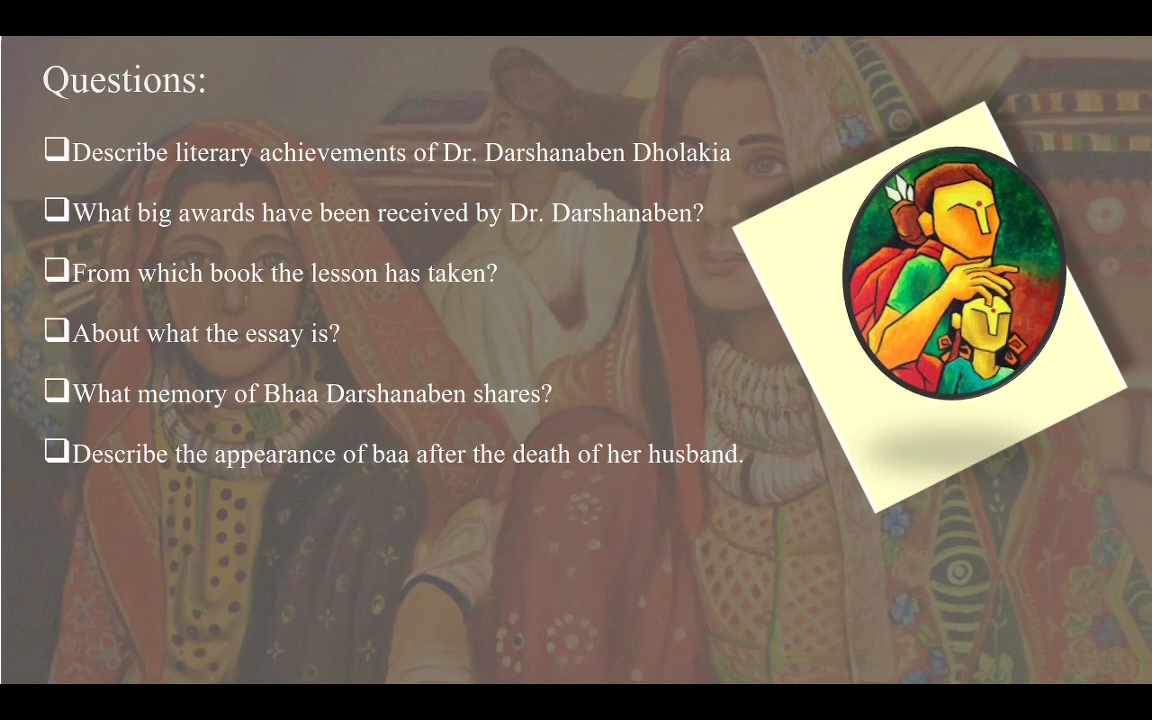 Questions:
❑Describe literary achievements of Dr. Darshanaben Dholakia
❑What big awards have been received by Dr. Darshanaben?
❑From which book the lesson has taken?
❑About what the essay is?
❑What memory of Bhaa Darshanaben shares?
❑Describe the appearance of baa after the death of her husband.